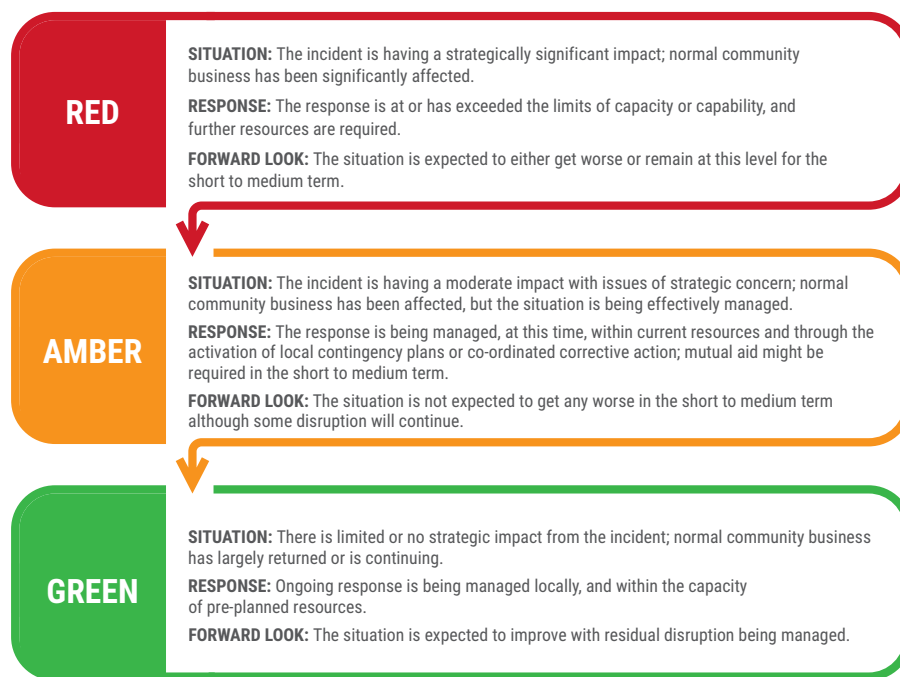 RED
SITUATION: The incident is having a strategically significant impact; normal community
business has been significantly affected.
RESPONSE: The response is at or has exceeded the limits of capacity or capability, and
further resources are required.
FORWARD LOOK: The situation is expected to either get worse or remain at this level for the
short to medium term.
AMBER
SITUATION: The incident is having a moderate impact with issues of strategic concern; normal
community business has been affected, but the situation is being effectively managed.
RESPONSE: The response is being managed, at this time, within current resources and through the
activation of local contingency plans or co-ordinated corrective action; mutual aid might be
required in the short to medium term.
FORWARD LOOK: The situation is not expected to get any worse in the short to medium term
although some disruption will continue.
GREEN
SITUATION: There is limited or no strategic impact from the incident; normal community business
has largely returned or is continuing.
RESPONSE: Ongoing response is being managed locally, and within the capacity
of pre-planned resources.
FORWARD LOOK: The situation is expected to improve with residual disruption being managed.